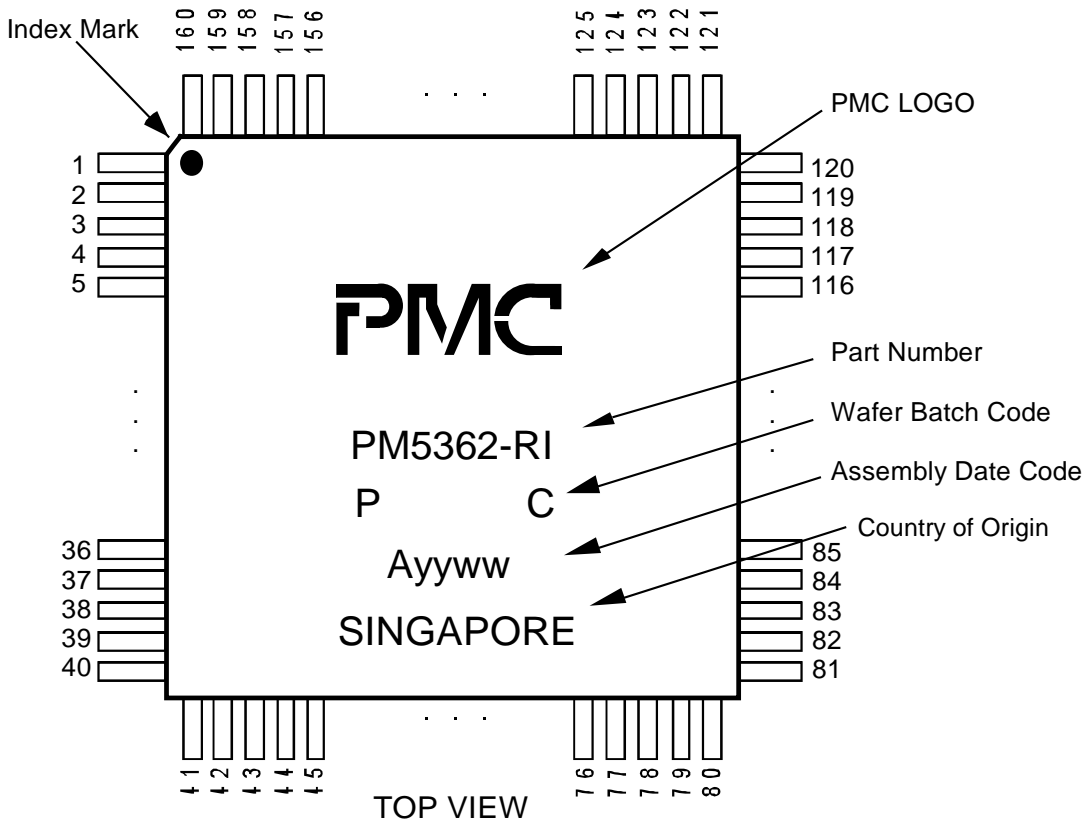 Index Mark
160 159 158 157 156 . . . 125 124 123 122 121
PMC LOGO
1 120
2 119
3 118
4 117
5 116
PMC
Part Number
Wafer Batch Code
PM5362-RI
Assembly Date Code
P C
Country of Origin
Ayyww
SINGAPORE
36 85
37 84
38 83
39 82
40 81
41 42 43 44 45 . . . 76 77 78 79 80
TOP VIEW